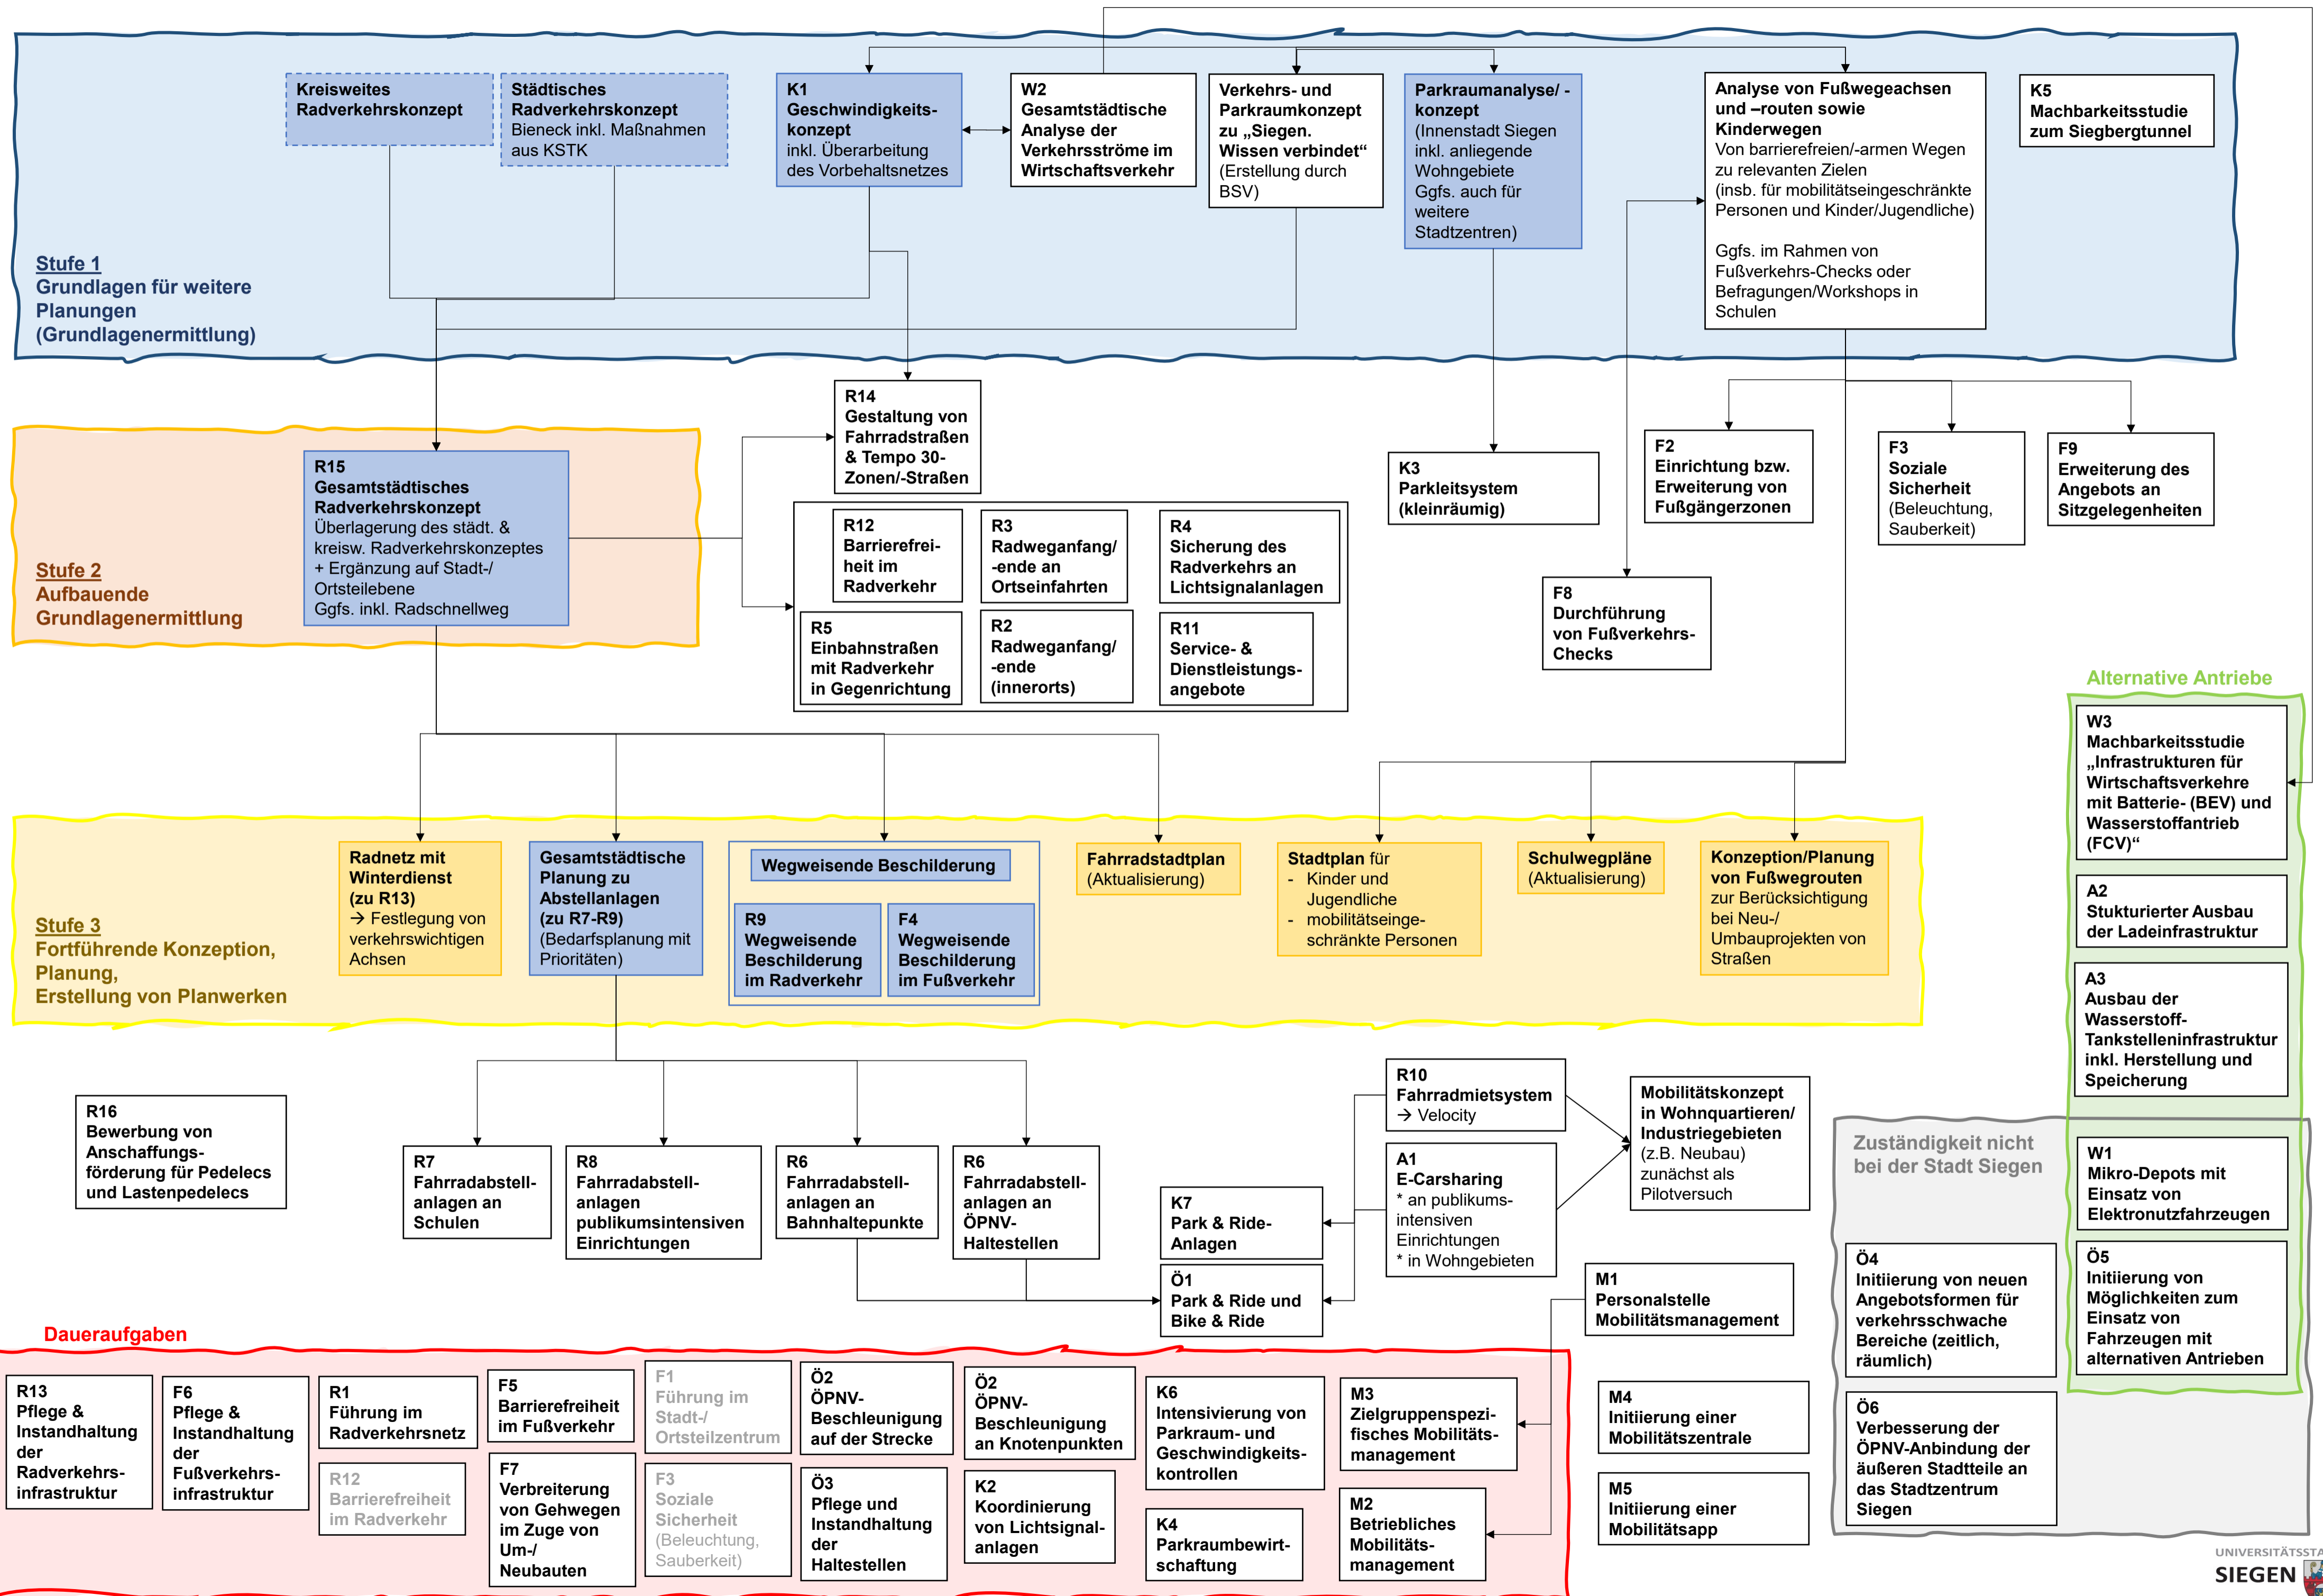 Kreisweites
Radverkehrskonzept
Städtisches
Radverkehrskonzept
Bieneck inkl. Maßnahmen
aus KSTK
K1
Geschwindigkeits-
konzept
inkl. Überarbeitung
des Vorbehaltsnetzes
W2
Gesamtstädtische
Analyse der
Verkehrsströme im
Wirtschaftsverkehr
Verkehrs- und
Parkraumkonzept
zu „Siegen.
Wissen verbindet“
(Erstellung durch
BSV)
Parkraumanalyse/ -
konzept
(Innenstadt Siegen
inkl. anliegende
Wohngebiete
Ggfs. auch für
weitere
Stadtzentren)
Analyse von Fußwegeachsen
und –routen sowie
Kinderwegen
Von barrierefreien/-armen Wegen
zu relevanten Zielen
(insb. für mobilitätseingeschränkte
Personen und Kinder/Jugendliche)
Ggfs. im Rahmen von
Fußverkehrs-Checks oder
Befragungen/Workshops in
Schulen
K5
Machbarkeitsstudie
zum Siegbergtunnel
Stufe 1
Grundlagen für weitere
Planungen
(Grundlagenermittlung)
R14
Gestaltung von
Fahrradstraßen
& Tempo 30-
Zonen/-Straßen
K3
Parkleitsystem
(kleinräumig)
F2
Einrichtung bzw.
Erweiterung von
Fußgängerzonen
F3
Soziale
Sicherheit
(Beleuchtung,
Sauberkeit)
F9
Erweiterung des
Angebots an
Sitzgelegenheiten
R15
Gesamtstädtisches
Radverkehrskonzept
Überlagerung des städt. &
kreisw. Radverkehrskonzeptes
+ Ergänzung auf Stadt-/
Ortsteilebene
Ggfs. inkl. Radschnellweg
Stufe 2
Aufbauende
Grundlagenermittlung
R12
Barrierefrei-
heit im
Radverkehr
R3
Radweganfang/
-ende an
Ortseinfahrten
R4
Sicherung des
Radverkehrs an
Lichtsignalanlagen
R5
Einbahnstraßen
mit Radverkehr
in Gegenrichtung
R2
Radweganfang/
-ende
(innerorts)
R11
Service- &
Dienstleistungs-
angebote
F8
Durchführung
von Fußverkehrs-
Checks
Alternative Antriebe
W3
Machbarkeitsstudie
„Infrastrukturen für
Wirtschaftsverkehre
mit Batterie- (BEV) und
Wasserstoffantrieb
(FCV)“
A2
Stukturierter Ausbau
der Ladeinfrastruktur
A3
Ausbau der
Wasserstoff-
Tankstelleninfrastruktur
inkl. Herstellung und
Speicherung
Stufe 3
Fortführende Konzeption,
Planung,
Erstellung von Planwerken
Radnetz mit
Winterdienst
(zu R13)
→ Festlegung von
verkehrswichtigen
Achsen
Gesamtstädtische
Planung zu
Abstellanlagen
(zu R7-R9)
(Bedarfsplanung mit
Prioritäten)
Wegweisende Beschilderung
R9
Wegweisende
Beschilderung
im Radverkehr
F4
Wegweisende
Beschilderung
im Fußverkehr
Fahrradstadtplan
(Aktualisierung)
Stadtplan für
- Kinder und
Jugendliche
- mobilitätseinge-
schränkte Personen
Schulwegpläne
(Aktualisierung)
Konzeption/Planung
von Fußwegrouten
zur Berücksichtigung
bei Neu-/
Umbauprojekten von
Straßen
R16
Bewerbung von
Anschaffungs-
förderung für Pedelecs
und Lastenpedelecs
R7
Fahrradabstell-
anlagen an
Schulen
R8
Fahrradabstell-
anlagen
publikumsintensiven
Einrichtungen
R6
Fahrradabstell-
anlagen an
Bahnhaltepunkte
R6
Fahrradabstell-
anlagen an
ÖPNV-
Haltestellen
K7
Park & Ride-
Anlagen
Ö1
Park & Ride und
Bike & Ride
R10
Fahrradmietsystem
→ Velocity
A1
E-Carsharing
* an publikums-
intensiven
Einrichtungen
* in Wohngebieten
Mobilitätskonzept
in Wohnquartieren/
Industriegebieten
(z.B. Neubau)
zunächst als
Pilotversuch
M1
Personalstelle
Mobilitätsmanagement
M4
Initiierung einer
Mobilitätszentrale
M5
Initiierung einer
Mobilitätsapp
Zuständigkeit nicht
bei der Stadt Siegen
W1
Mikro-Depots mit
Einsatz von
Elektronutzfahrzeugen
Ö4
Initiierung von neuen
Angebotsformen für
verkehrsschwache
Bereiche (zeitlich,
räumlich)
Ö5
Initiierung von
Möglichkeiten zum
Einsatz von
Fahrzeugen mit
alternativen Antrieben
Ö6
Verbesserung der
ÖPNV-Anbindung der
äußeren Stadtteile an
das Stadtzentrum
Siegen
Daueraufgaben
R13
Pflege &
Instandhaltung
der
Radverkehrs-
infrastruktur
F6
Pflege &
Instandhaltung
der
Fußverkehrs-
infrastruktur
R1
Führung im
Radverkehrsnetz
R12
Barrierefreiheit
im Radverkehr
F5
Barrierefreiheit
im Fußverkehr
F7
Verbreiterung
von Gehwegen
im Zuge von
Um-/
Neubauten
F1
Führung im
Stadt-/
Ortsteilzentrum
F3
Soziale
Sicherheit
(Beleuchtung,
Sauberkeit)
Ö2
ÖPNV-
Beschleunigung
auf der Strecke
Ö3
Pflege und
Instandhaltung
der
Haltestellen
Ö2
ÖPNV-
Beschleunigung
an Knotenpunkten
K2
Koordinierung
von Lichtsignal-
anlagen
K6
Intensivierung von
Parkraum- und
Geschwindigkeits-
kontrollen
K4
Parkraumbewirt-
schaftung
M3
Zielgruppenspezi-
fisches Mobilitäts-
management
M2
Betriebliches
Mobilitäts-
management
UNIVERSITÄTSSTA
SIEGEN